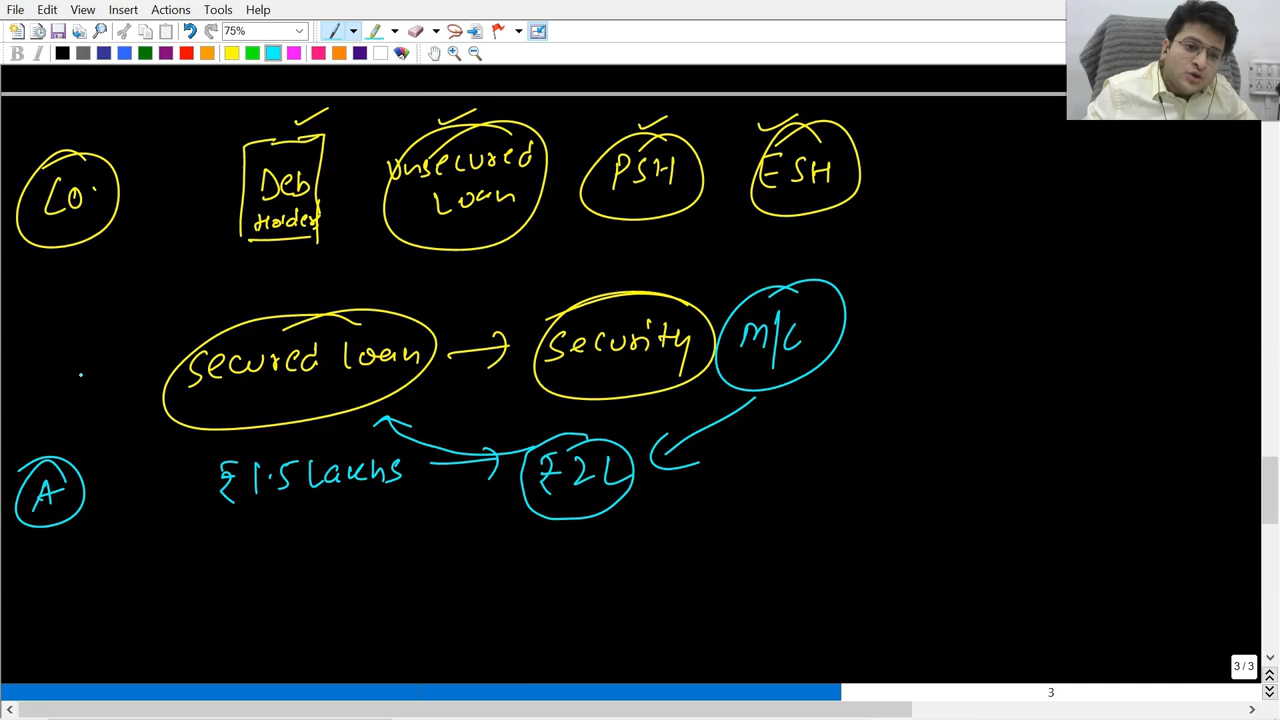 File Edit View Insert Actions Tools Help
75%
B I
Co. Deb Holder Unsecured Loan PSH ESH
Secured loan → Security M/C
A ₹1.5 Lakhs → ₹2L
3 / 3
3